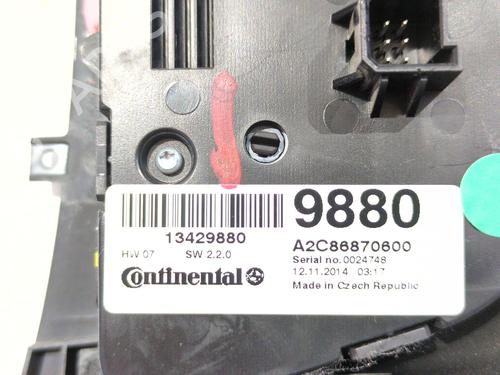 9880
13429880
A2C86870600
HW 07 SW 2.2.0
Serial no.0024748
12.11.2014 03:17
Continental
Made in Czech Republic